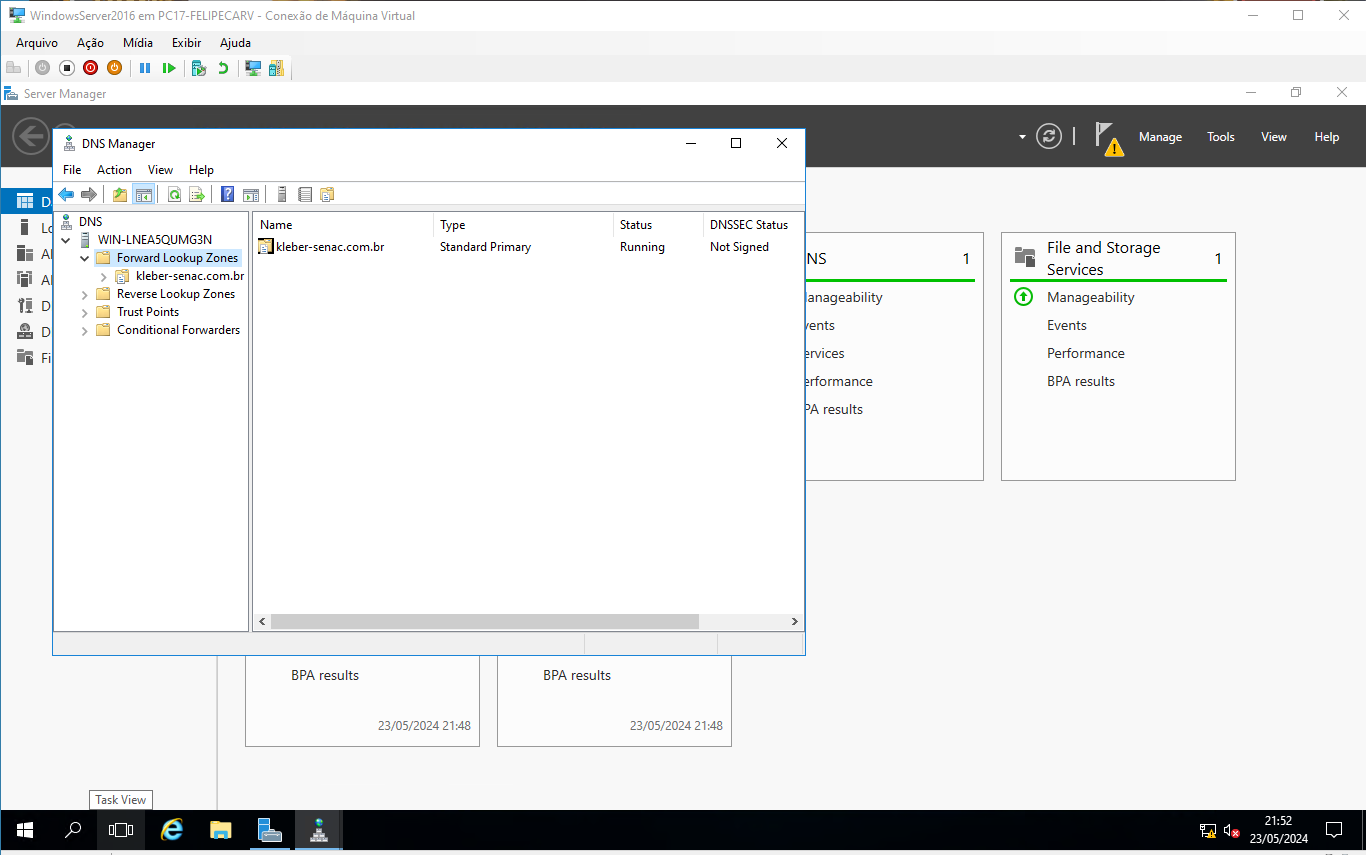 WindowsServer2016 em PC17-FELIPECARV - Conexão de Máquina Virtual
Arquivo Ação Mídia Exibir Ajuda
Server Manager
Manage Tools View Help
DNS Manager
File Action View Help
DNS
WIN-LNEA5QUMG3N
Forward Lookup Zones
kleber-senac.com.br
Reverse Lookup Zones
Trust Points
Conditional Forwarders
Name Type Status DNSSEC Status
kleber-senac.com.br Standard Primary Running Not Signed
D
Lo
Al
Al
D
D
Fi
NS 1
anageability
vents
ervices
erformance
PA results
File and Storage
Services 1
Manageability
Events
Performance
BPA results
BPA results
23/05/2024 21:48
BPA results
23/05/2024 21:48
Task View
21:52
23/05/2024